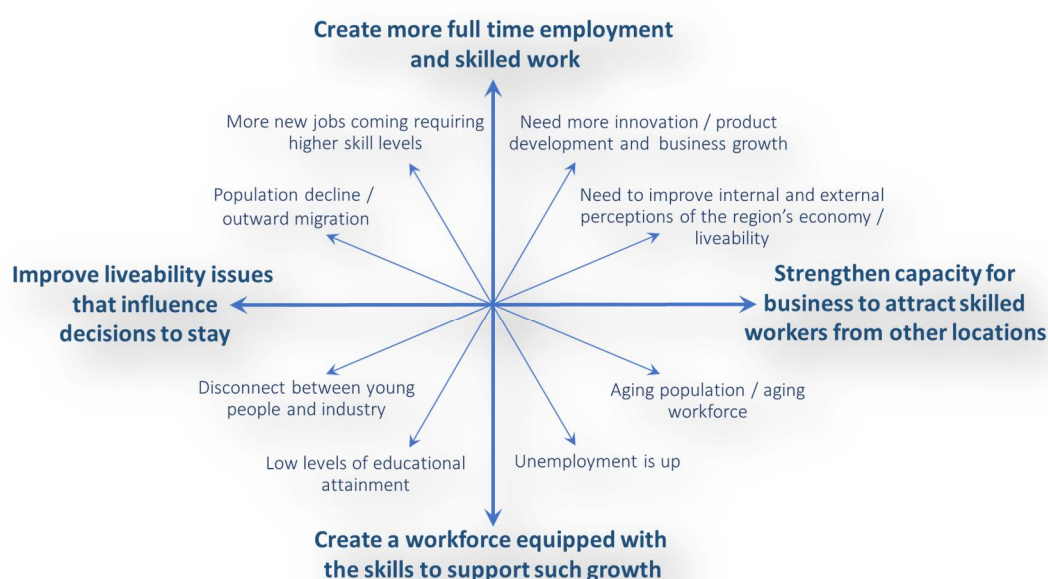 Create more full time employment
and skilled work
More new jobs coming requiring
higher skill levels
Need more innovation / product
development and business growth
Population decline /
outward migration
Need to improve internal and external
perceptions of the region's economy /
liveability
Improve liveability issues
that influence
decisions to stay
Strengthen capacity for
business to attract skilled
workers from other locations
Disconnect between young
people and industry
Aging population / aging
workforce
Low levels of educational
attainment
Unemployment is up
Create a workforce equipped with
the skills to support such growth